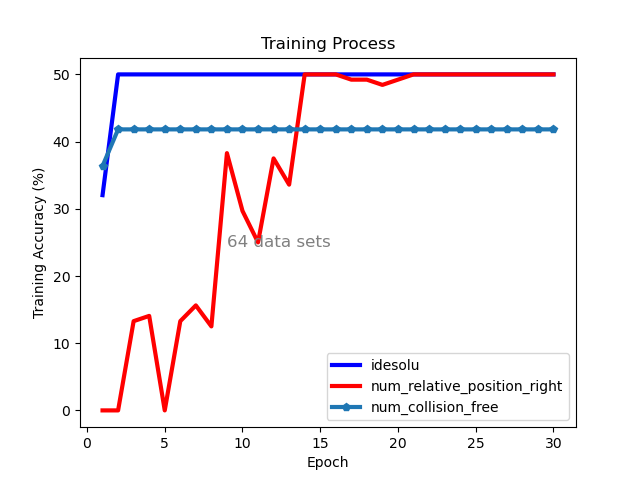 Training Process
Training Accuracy (%)
50
40
30
20
10
0
64 data sets
idesolu
num_relative_position_right
num_collision_free
0 5 10 15 20 25 30
Epoch